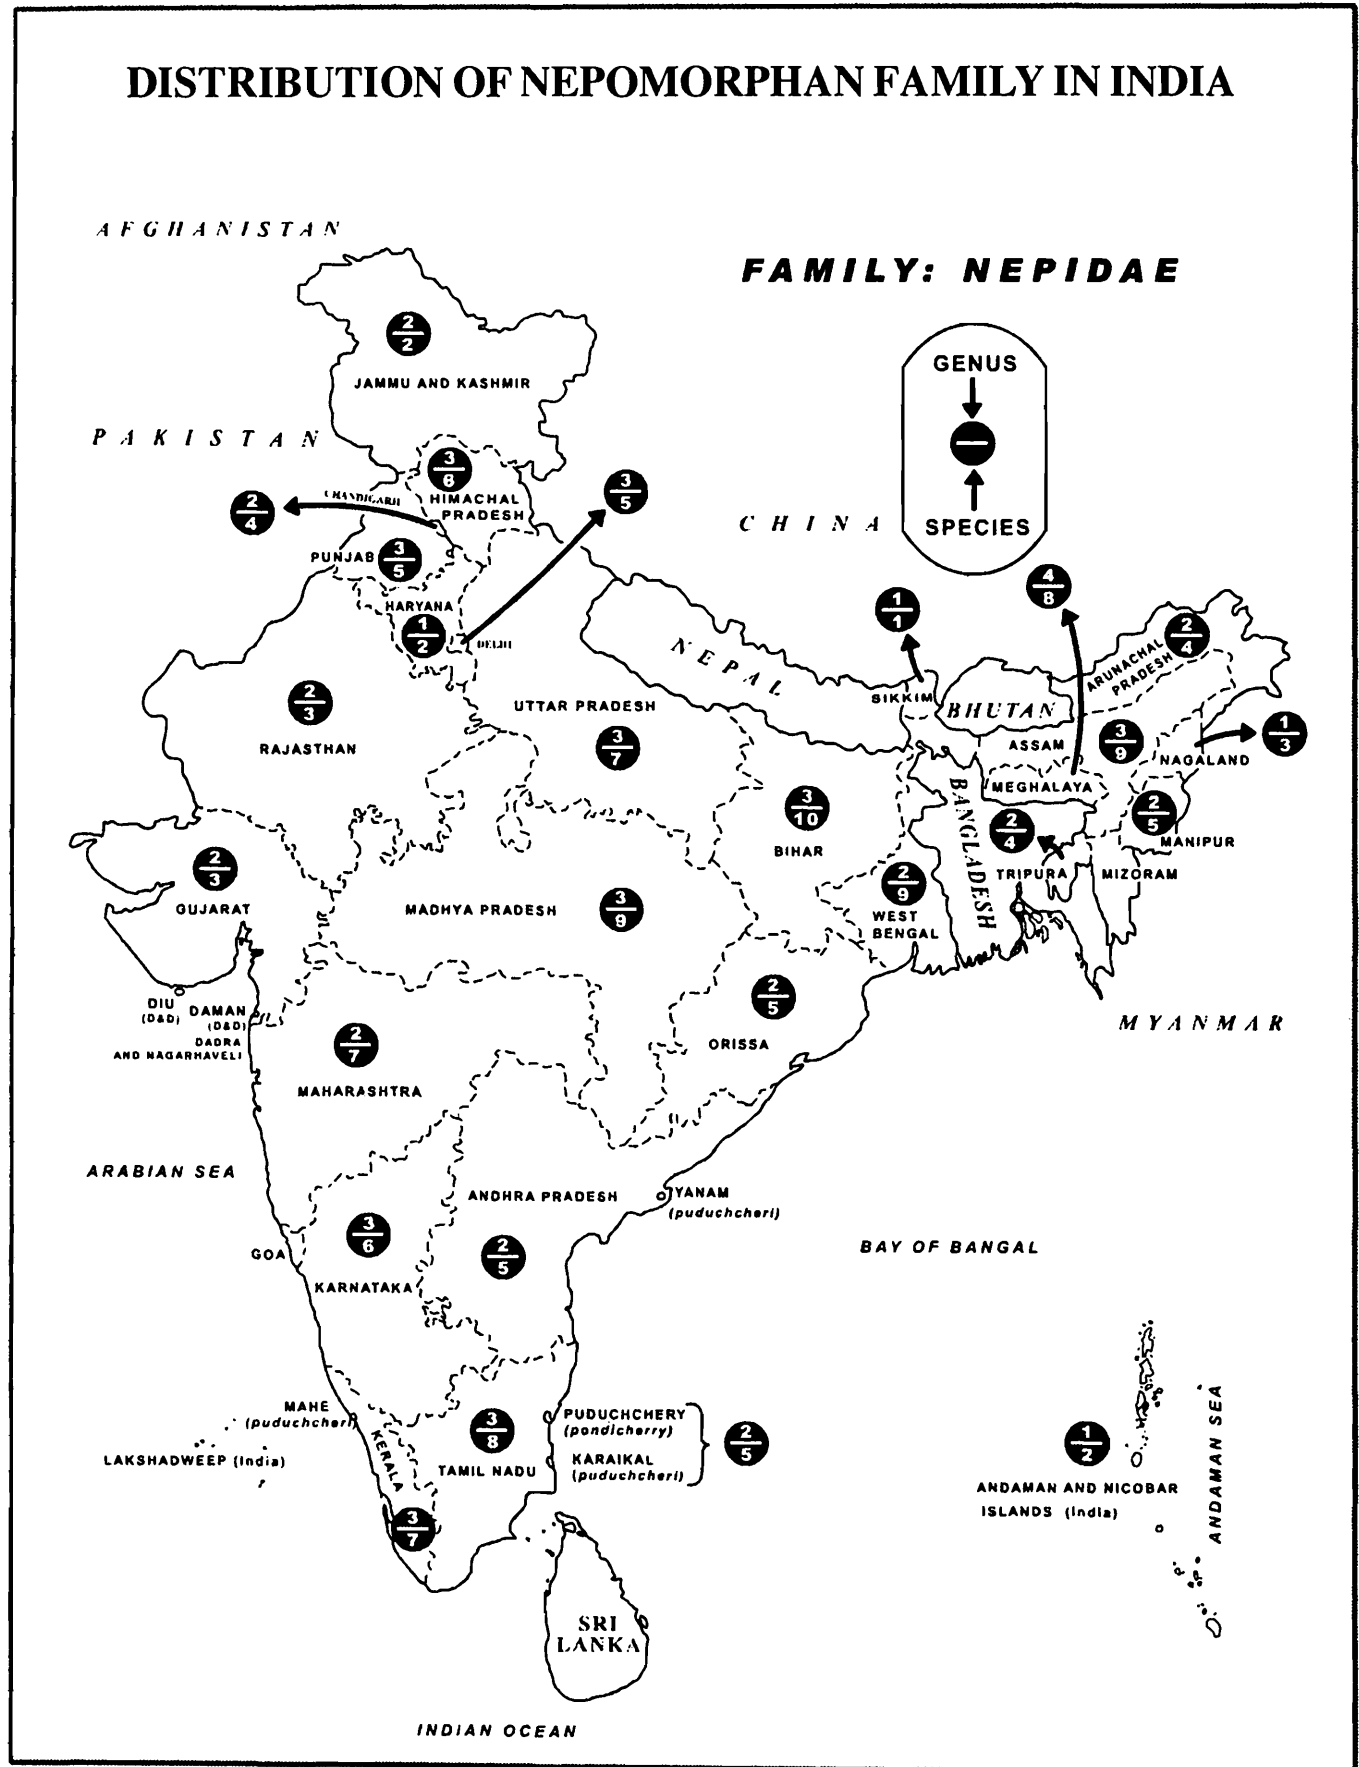 DISTRIBUTION OF NEPOMORPHAN FAMILY IN INDIA
AFGHANISTAN
FAMILY: NEPIDAE
GENUS
SPECIES
2
2
JAMMU AND KASHMIR
PAKISTAN
3
6
HIMACHAL
PRADESH
CHANDIGARH
2
4
3
5
CHINA
PUNJAB
3
5
HARYANA
1
2
DELHI
NEPAL
1
1
SIKKIM
4
8
BHUTAN
2
4
ARUNACHAL
PRADESH
2
3
RAJASTHAN
UTTAR PRADESH
3
7
ASSAM
3
9
NAGALAND
1
3
MEGHALAYA
BANGLADESH
3
10
BIHAR
2
4
TRIPURA
MIZORAM
2
5
MANIPUR
2
3
GUJARAT
MADHYA PRADESH
3
9
2
9
WEST
BENGAL
DIU
(D&D)
DAMAN
(D&D)
DADRA
AND NAGARHAVELI
2
5
ORISSA
MYANMAR
2
7
MAHARASHTRA
ARABIAN SEA
ANDHRA PRADESH
YANAM
(puduchcheri)
GOA
3
6
KARNATAKA
2
5
BAY OF BANGAL
MAHE
(puduchcheri)
LAKSHADWEEP (India)
KERALA
3
7
3
8
TAMIL NADU
PUDUCHCHERY
(pondicherry)
KARAIKAL
(puduchcheri)
2
5
1
2
ANDAMAN AND NICOBAR
ISLANDS (India)
ANDAMAN SEA
SRI
LANKA
INDIAN OCEAN